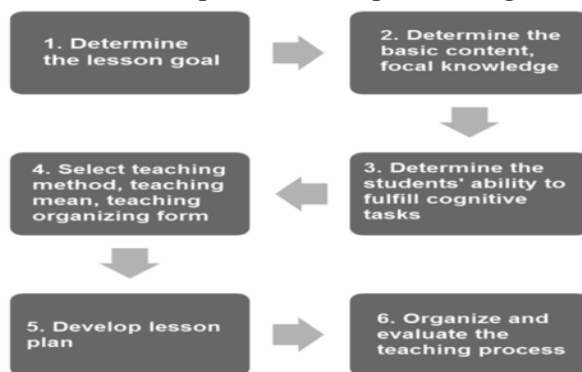 1. Determine
the lesson goal
2. Determine the
basic content,
focal knowledge
3. Determine the
students' ability to
fulfill cognitive
tasks
4. Select teaching
method, teaching
mean, teaching
organizing form
5. Develop lesson
plan
6. Organize and
evaluate the
teaching process